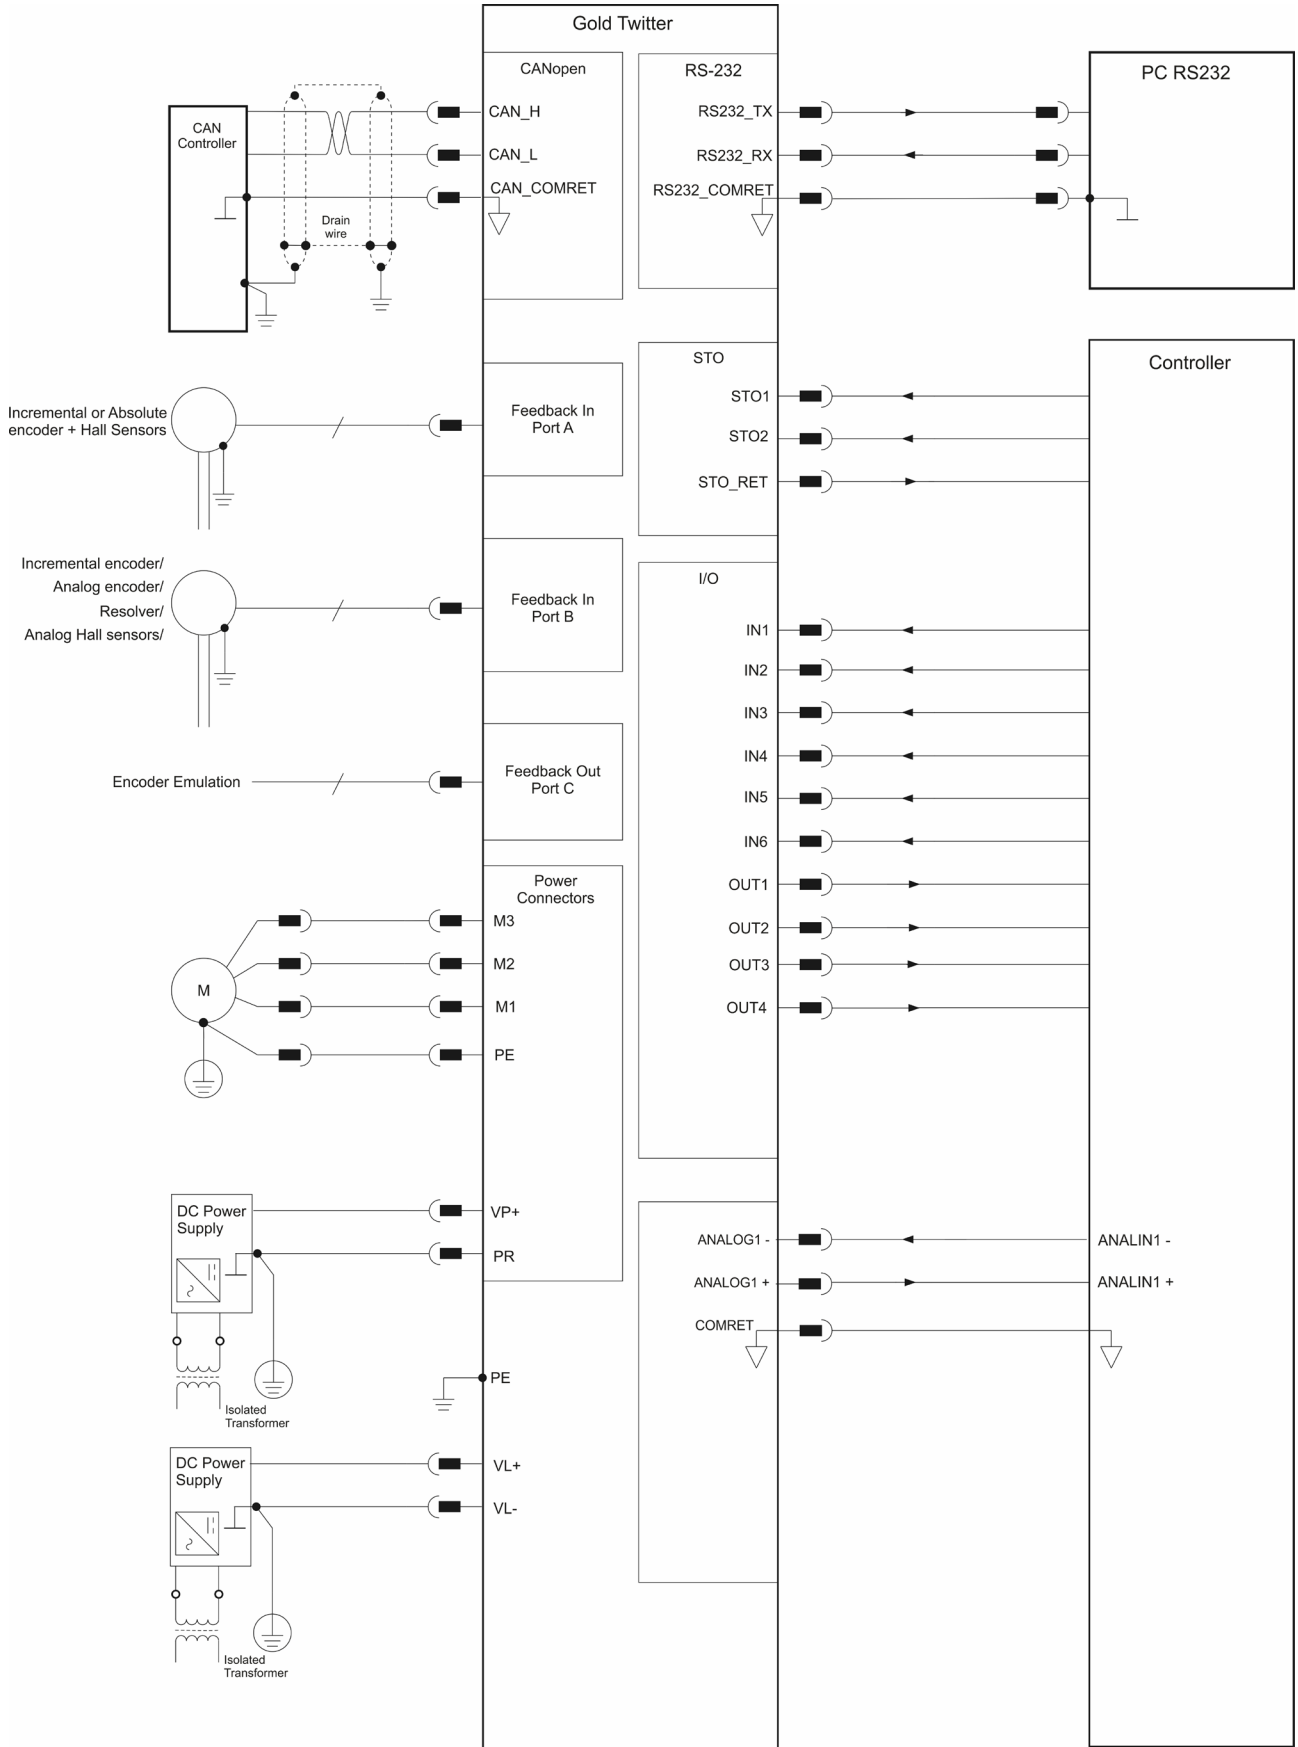 Gold Twitter
CANopen
CAN_H
CAN_L
CAN_COMRET
CAN
Controller
Drain
wire
RS-232
RS232_TX
RS232_RX
RS232_COMRET
PC RS232
Incremental or Absolute
encoder + Hall Sensors
Feedback In
Port A
STO
STO1
STO2
STO_RET
Controller
Incremental encoder/
Analog encoder/
Resolver/
Analog Hall sensors/
Feedback In
Port B
Encoder Emulation
Feedback Out
Port C
I/O
IN1
IN2
IN3
IN4
IN5
IN6
OUT1
OUT2
OUT3
OUT4
Power
Connectors
M3
M2
M1
PE
M
DC Power
Supply
VP+
PR
Isolated
Transformer
PE
DC Power
Supply
VL+
VL-
Isolated
Transformer
ANALOG1 -
ANALOG1 +
COMRET
ANALIN1 -
ANALIN1 +